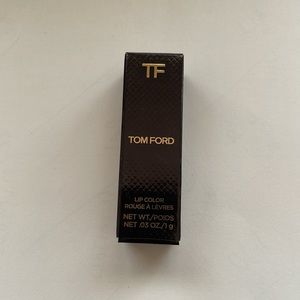 TF
TOM FORD
LIP COLOR
ROUGE À LÈVRES
NET WT./POIDS
NET .03 OZ./1 g